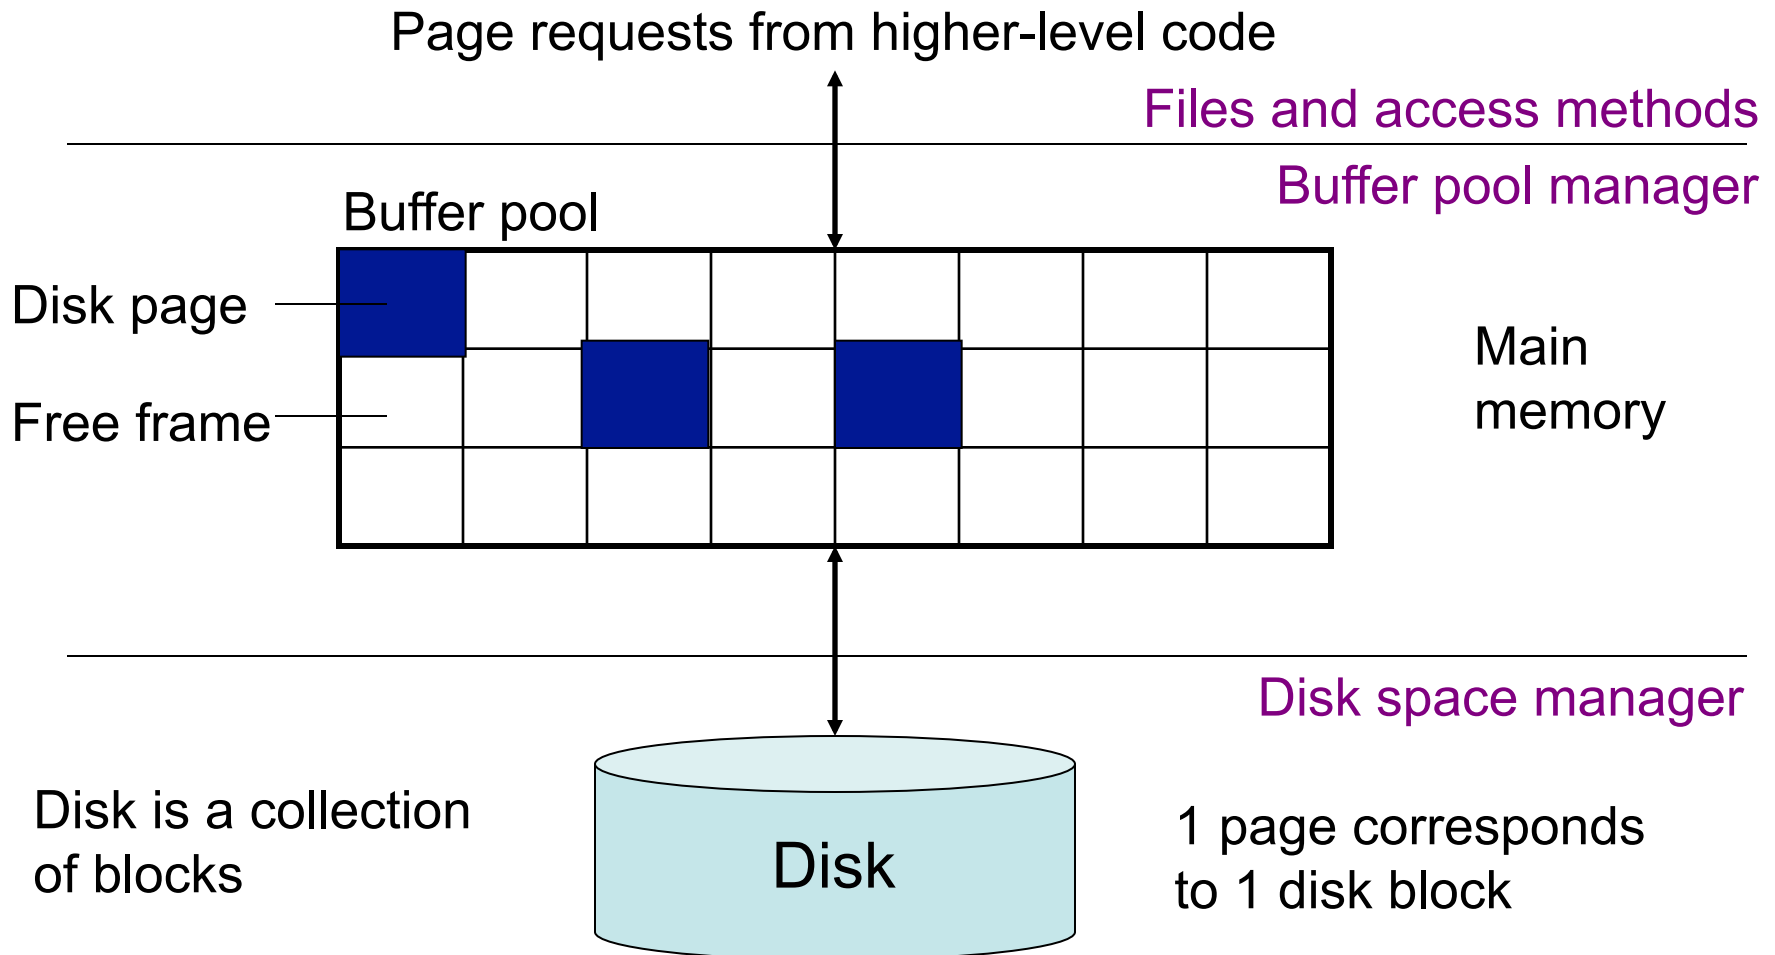 Page requests from higher-level code
Files and access methods
Buffer pool manager
Buffer pool
Disk page
Free frame
Main
memory
Disk space manager
Disk is a collection
of blocks
Disk
1 page corresponds
to 1 disk block